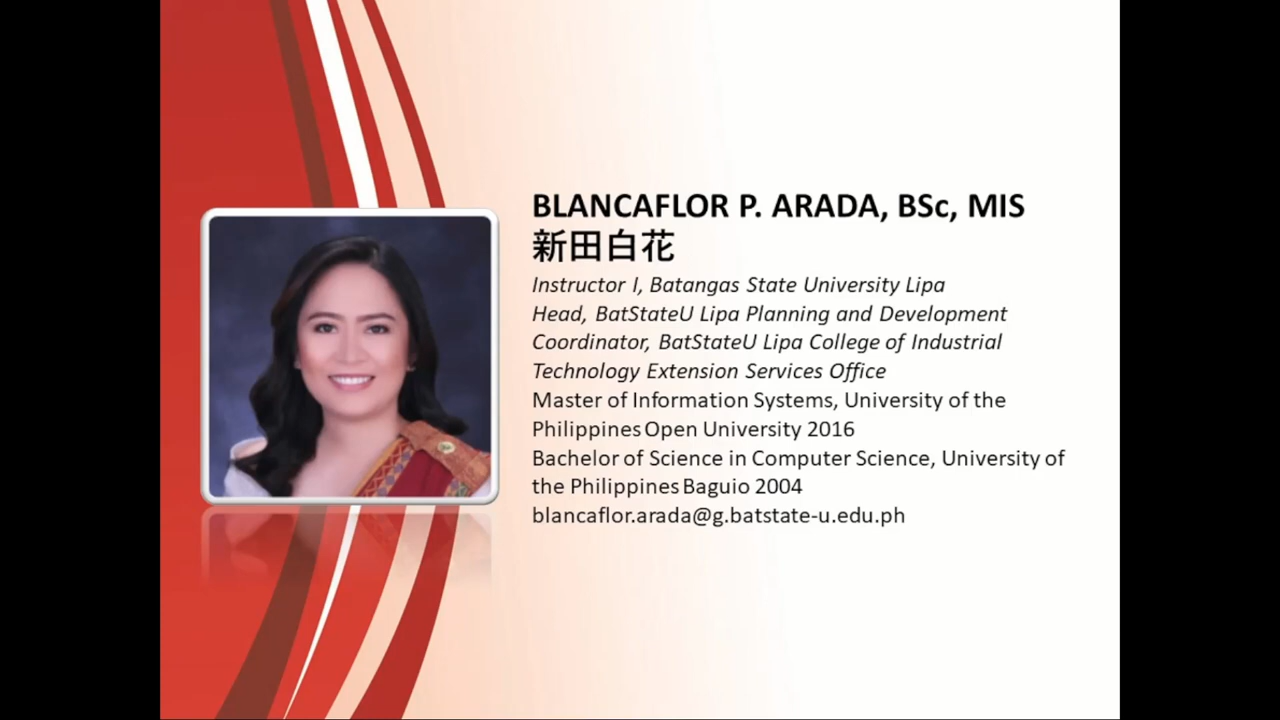 BLANCAFLOR P. ARADA, BSc, MIS
新田白花
Instructor I, Batangas State University Lipa
Head, BatStateU Lipa Planning and Development
Coordinator, BatStateU Lipa College of Industrial
Technology Extension Services Office
Master of Information Systems, University of the
Philippines Open University 2016
Bachelor of Science in Computer Science, University of
the Philippines Baguio 2004
blancaflor.arada@g.batstate-u.edu.ph